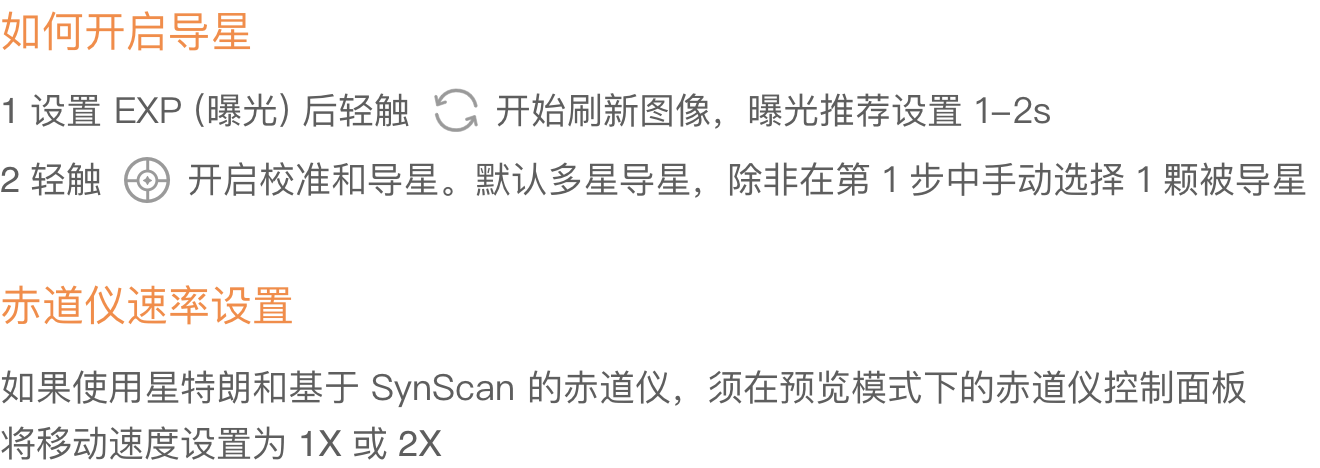 如何开启导星
1 设置 EXP (曝光) 后轻触 开始刷新图像，曝光推荐设置 1-2s
2 轻触 开启校准和导星。默认多星导星，除非在第 1 步中手动选择 1 颗被导星
赤道仪速率设置
如果使用星特朗和基于 SynScan 的赤道仪，须在预览模式下的赤道仪控制面板
将移动速度设置为 1X 或 2X